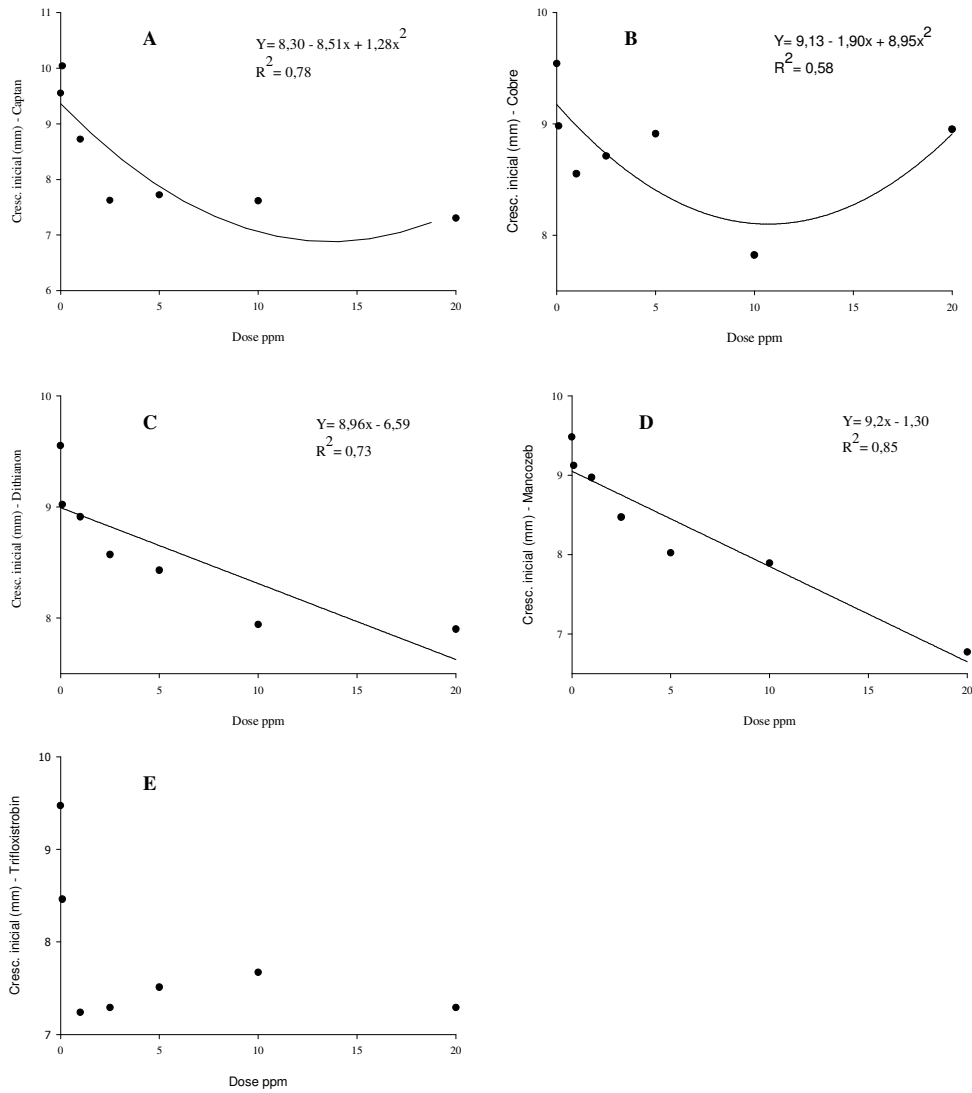 A
Y= 8,30 - 8,51x + 1,28x²
R²= 0,78
Cresc. inicial (mm) - Captan
11
10
9
8
7
6
0
5
10
15
20
Dose ppm
B
Y= 9,13 - 1,90x + 8,95x²
R²= 0,58
Cresc. inicial (mm) - Cobre
10
9
8
0
5
10
15
20
Dose ppm
C
Y= 8,96x - 6,59
R²= 0,73
Cresc. inicial (mm) - Dithianon
10
9
8
0
5
10
15
20
Dose ppm
D
Y= 9,2x - 1,30
R²= 0,85
Cresc. inicial (mm) - Mancozeb
10
9
8
7
0
5
10
15
20
Dose ppm
E
Cresc. inicial (mm) - Trifloxistrobin
10
9
8
7
0
5
10
15
20
Dose ppm